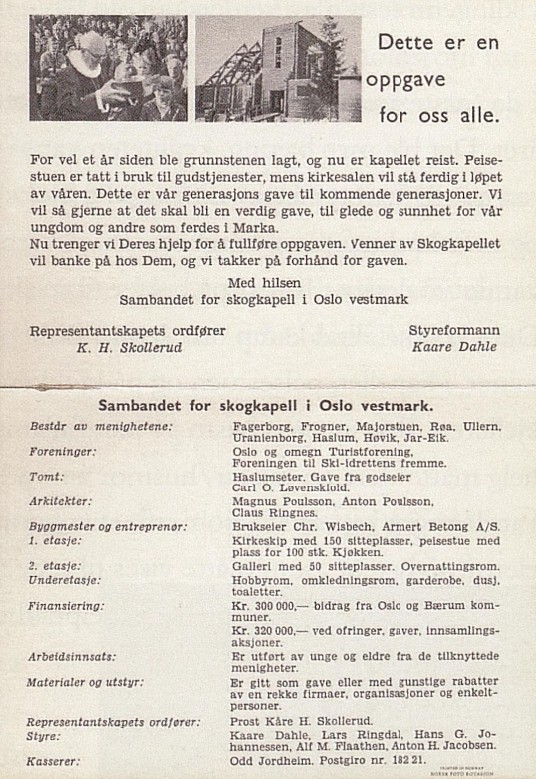 Dette er en
oppgave
for oss alle.
For vel et år siden ble grunnstenen lagt, og nu er kapellet reist. Peise-
stuen er tatt i bruk til gudstjenester, mens kirkesalen vil stå ferdig i løpet
av våren. Dette er vår generasjons gave til kommende generasjoner. Vi
vil så gjerne at det skal bli en verdig gave, til glede og sunnhet for vår
ungdom og andre som ferdes i Marka.
Nu trenger vi Deres hjelp for å fullføre oppgaven. Venner av Skogkapellet
vil banke på hos Dem, og vi takker på forhånd for gaven.
Med hilsen
Sambandet for skogkapell i Oslo vestmark
Representantskapets ordfører Styreformann
K. H. Skollerud Kaare Dahle
Sambandet for skogkapell i Oslo vestmark.
Består av menighetene: Fagerborg, Frogner, Majorstuen, Røa, Ullern,
Uranienborg, Haslum, Høvik, Jar-Eik.
Foreninger: Oslo og omegn Turistforening,
Foreningen til Ski-idrettens fremme.
Tomt: Haslumseter. Gave fra godseier
Carl O. Løvenskiold.
Arkitekter: Magnus Poulsson, Anton Poulsson,
Claus Ringnes.
Byggmester og entreprenør: Brukseier Chr. Wisbech, Armert Betong A/S.
1. etasje: Kirkeskip med 150 sitteplasser, peisestue med
plass for 100 stk. Kjøkken.
2. etasje: Galleri med 50 sitteplasser. Overnattingsrom.
Underetasje: Hobbyrom, omkledningsrom, garderobe, dusj,
toaletter.
Finansiering: Kr. 300 000,— bidrag fra Oslo og Bærum kom-
muner.
Kr. 320 000,— ved ofringer, gaver, innsamlings-
aksjoner.
Arbeidsinnsats: Er utført av unge og eldre fra de tilknyttede
menigheter.
Materialer og utstyr: Er gitt som gave eller med gunstige rabatter
av en rekke firmaer, organisasjoner og enkelt-
personer.
Representantskapets ordfører: Prost Kåre H. Skollerud.
Styre: Kaare Dahle, Lars Ringdal, Hans G. Jo-
hannessen, Alf M. Flaathen, Anton H. Jacobsen.
Kasserer: Odd Jordheim. Postgiro nr. 182 21.
NORSK FOTO ROTASJON